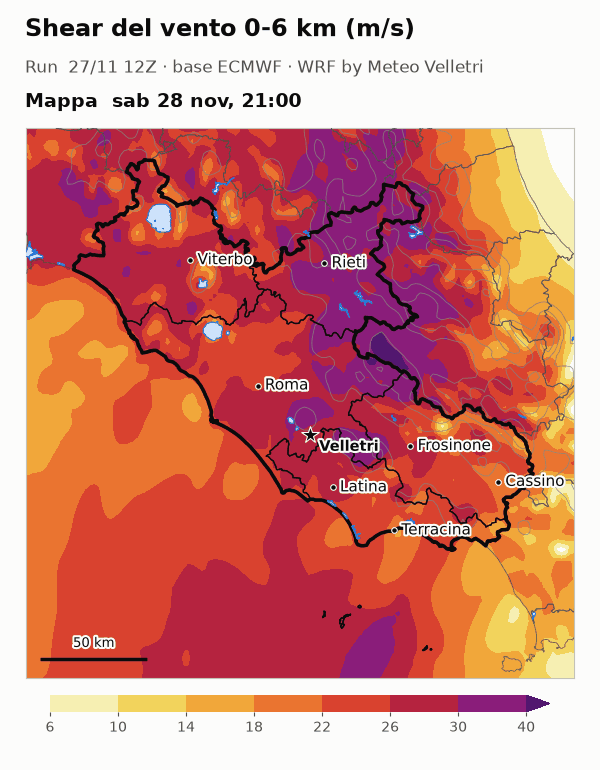 Shear del vento 0-6 km (m/s)
Run  27/11 12Z · base ECMWF · WRF by Meteo Velletri
Mappa  sab 28 nov, 21:00
Viterbo
Rieti
Roma
Velletri
Frosinone
Cassino
Latina
Terracina
50 km
6 10 14 18 22 26 30 40